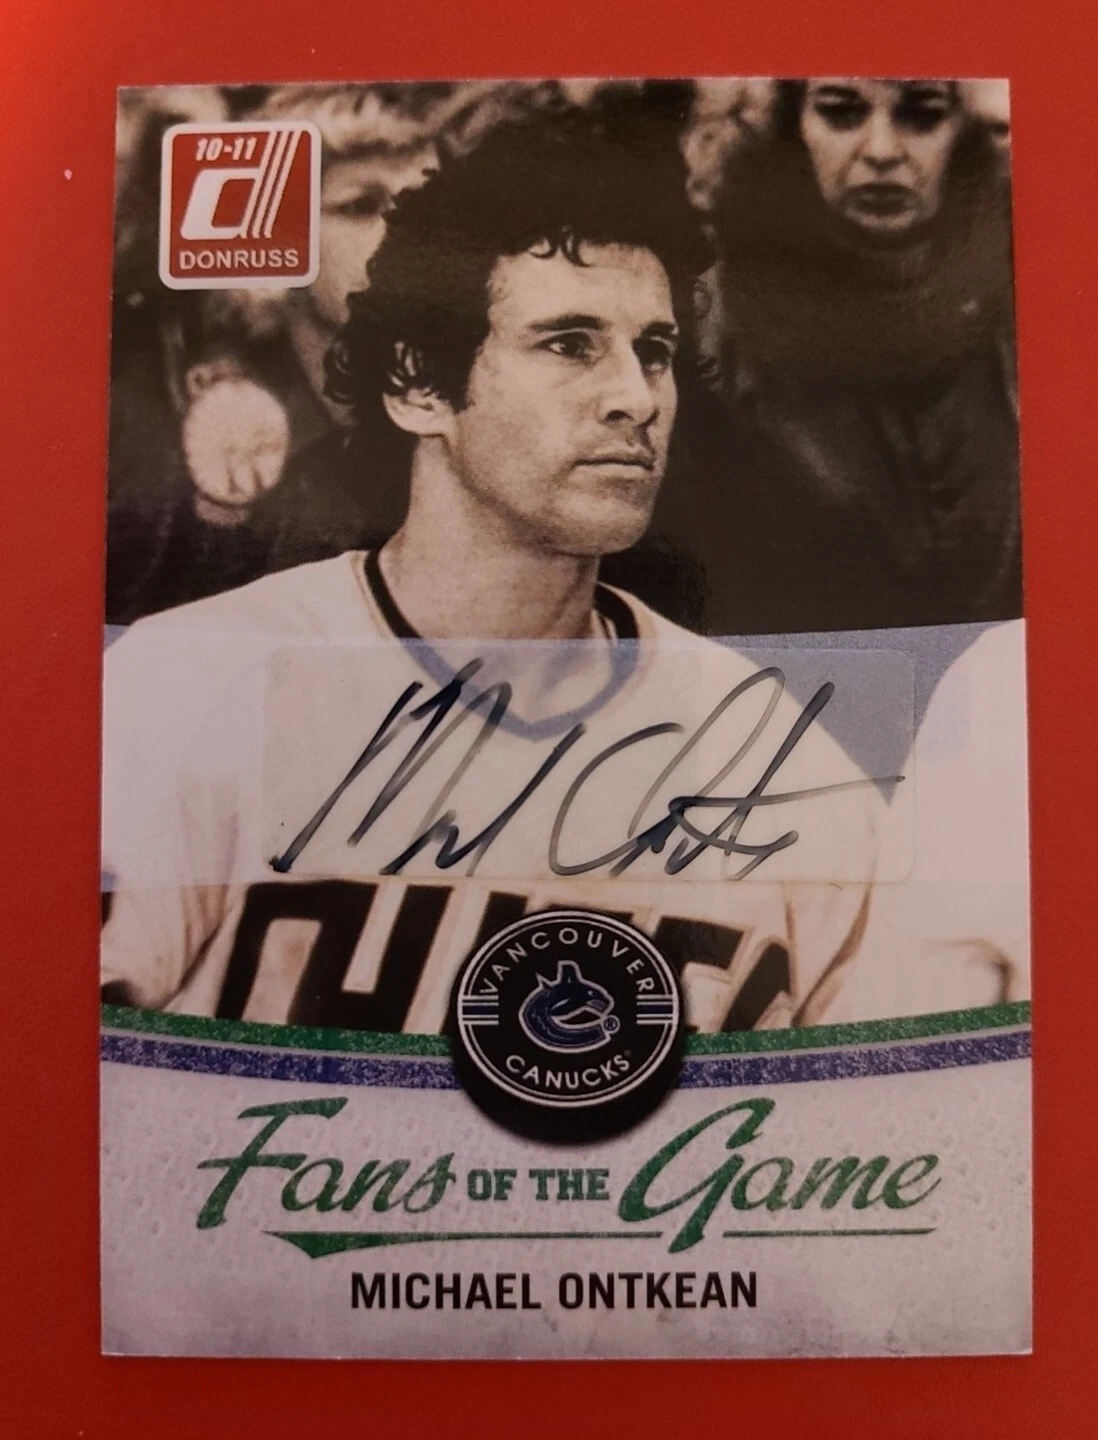 10-11
DONRUSS
VANCOUVER
CANUCKS
Fans OF THE Game
MICHAEL ONTKEAN